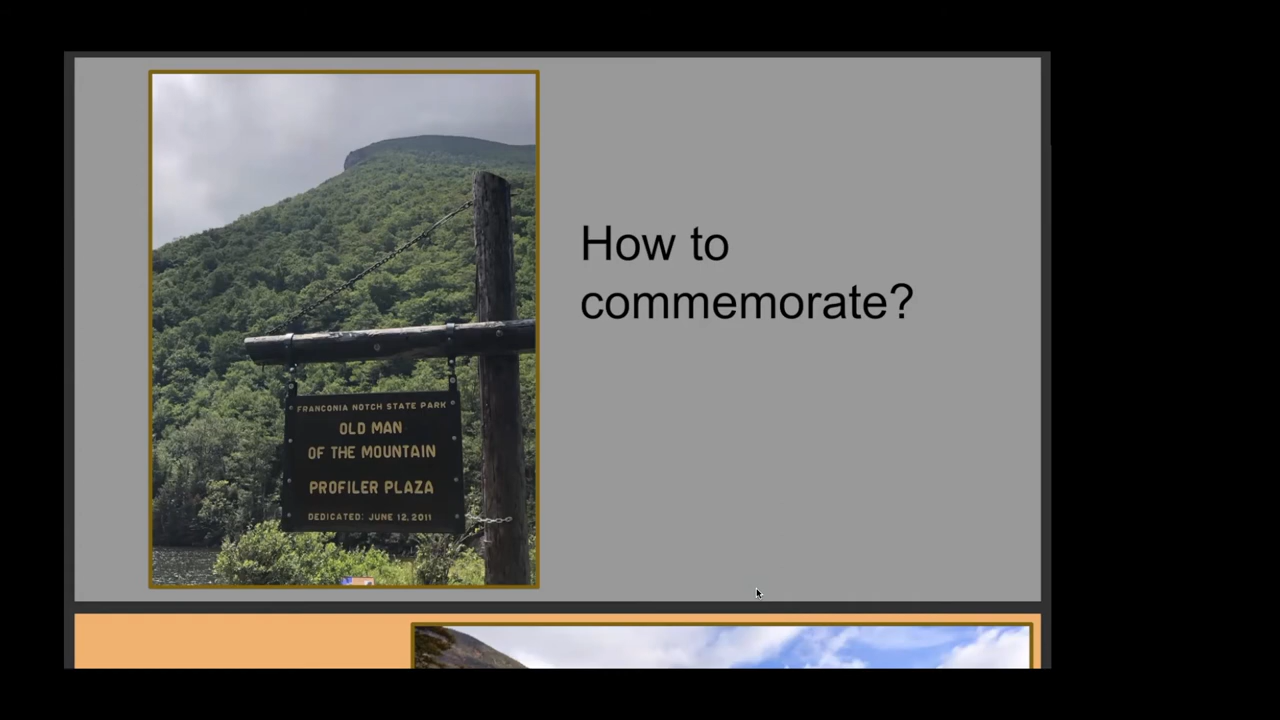 How to
commemorate?
FRANCONIA NOTCH STATE PARK
OLD MAN
OF THE MOUNTAIN
PROFILER PLAZA
DEDICATED: JUNE 12, 2011